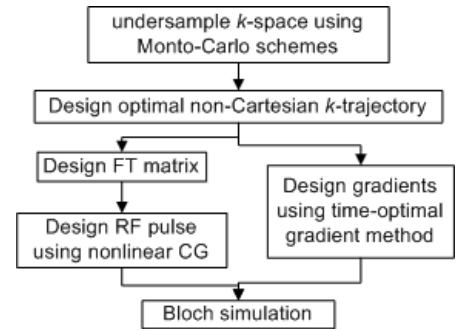 undersample k-space using
Monto-Carlo schemes
Design optimal non-Cartesian k-trajectory
Design FT matrix
Design RF pulse
using nonlinear CG
Design gradients
using time-optimal
gradient method
Bloch simulation